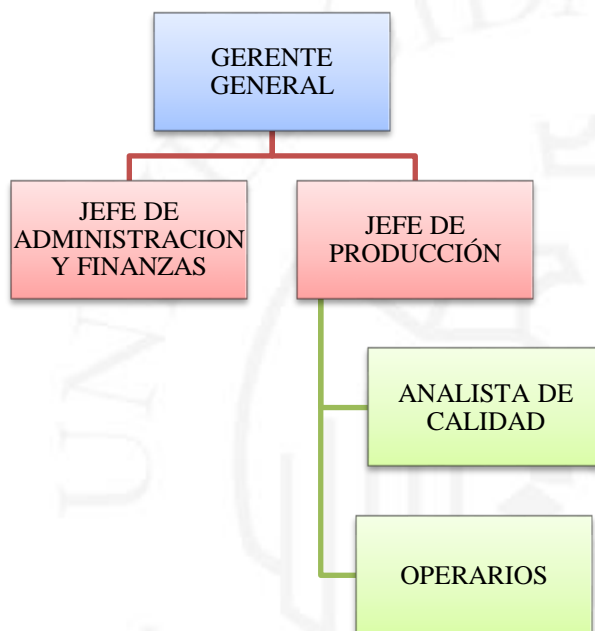 GERENTE
GENERAL
JEFE DE
ADMINISTRACION
Y FINANZAS
JEFE DE
PRODUCCIÓN
ANALISTA DE
CALIDAD
OPERARIOS